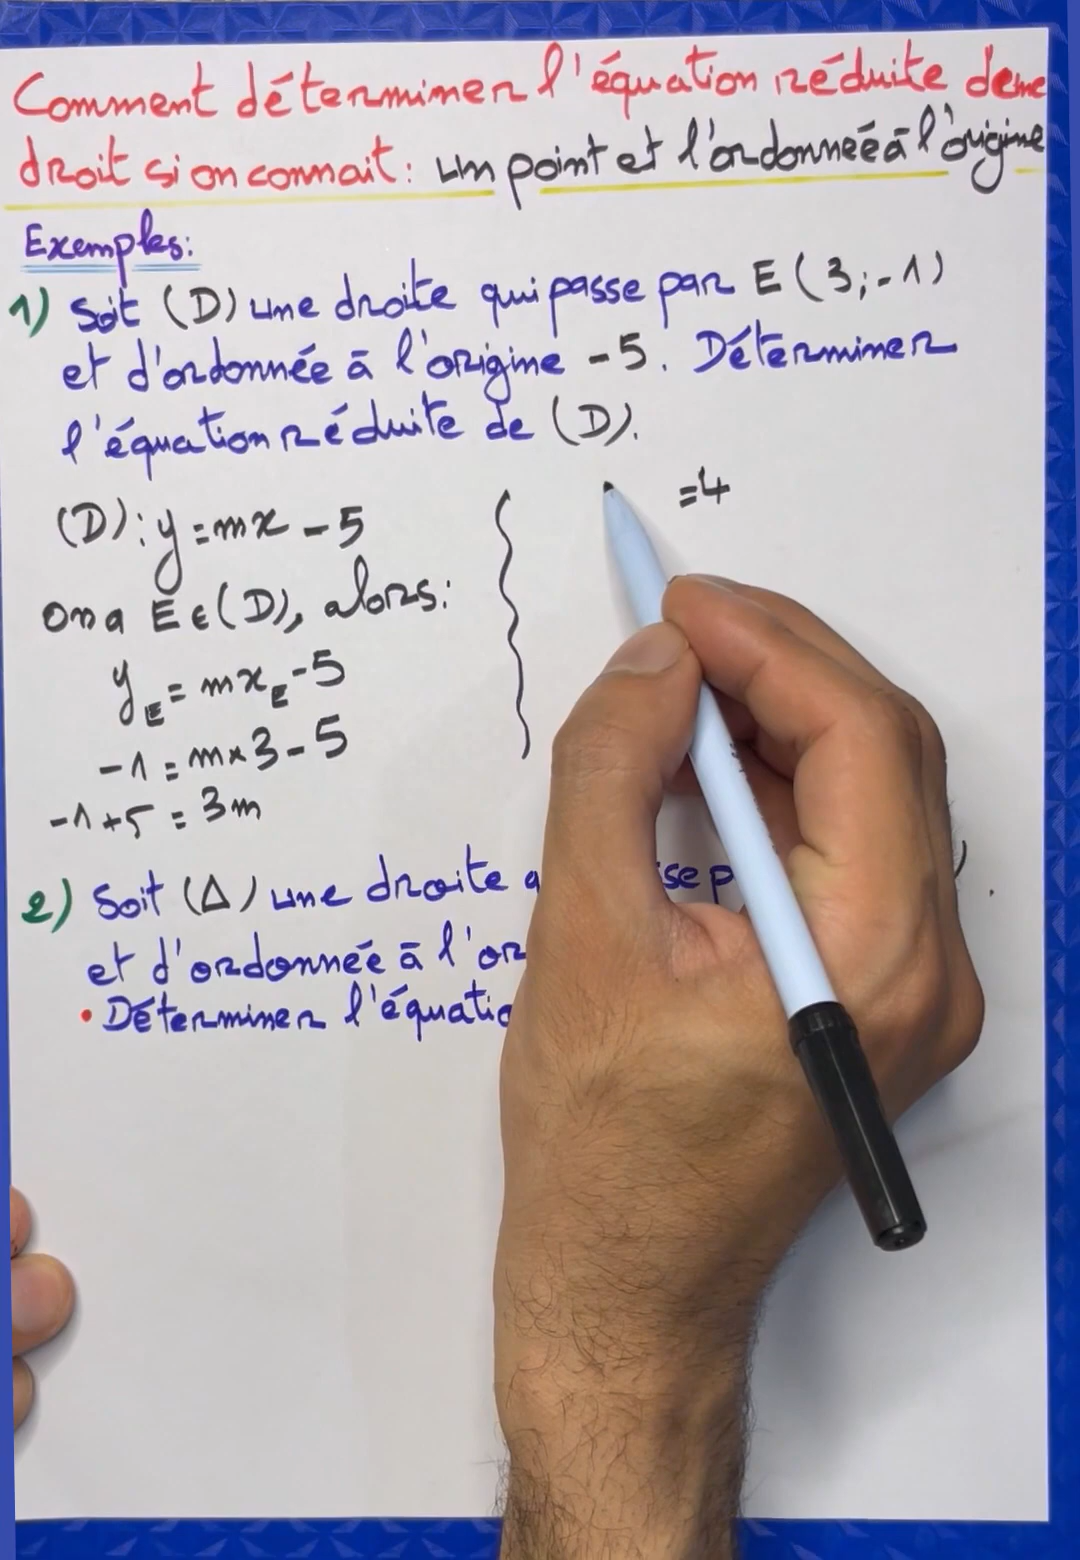 Comment déterminer l'équation réduite d'une
droit si on connait : un point et l'ordonnéé à l'origine
Exemples:
1) Soit (D) une droite qui passe par E(3;-1)
et d'ordonnée à l'origine -5. Déterminer
l'équation réduite de (D).
(D): y = mx - 5
On a E ∈ (D), alors:
y_E = mx_E - 5
-1 = m×3 - 5
-1+5 = 3m
=4
2) Soit (Δ) une droite
et d'ordonnée à l'or
• Déterminer l'équatio